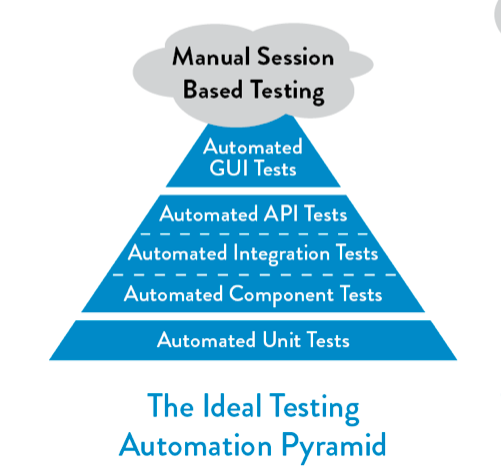 Manual Session
Based Testing
Automated
GUI Tests
Automated API Tests
Automated Integration Tests
Automated Component Tests
Automated Unit Tests
The Ideal Testing
Automation Pyramid